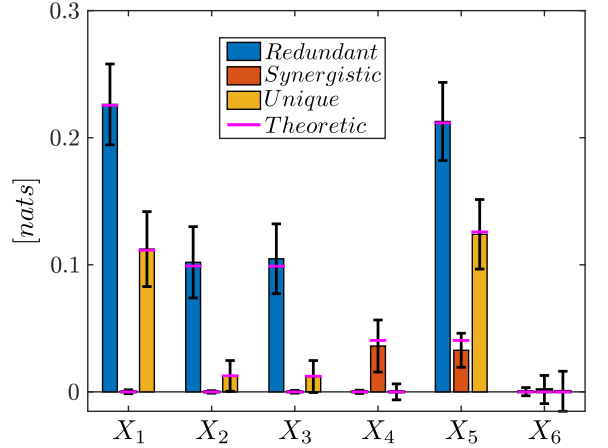 0.3
0.2
0.1
0
[nats]
Redundant
Synergistic
Unique
Theoretic
X₁ X₂ X₃ X₄ X₅ X₆